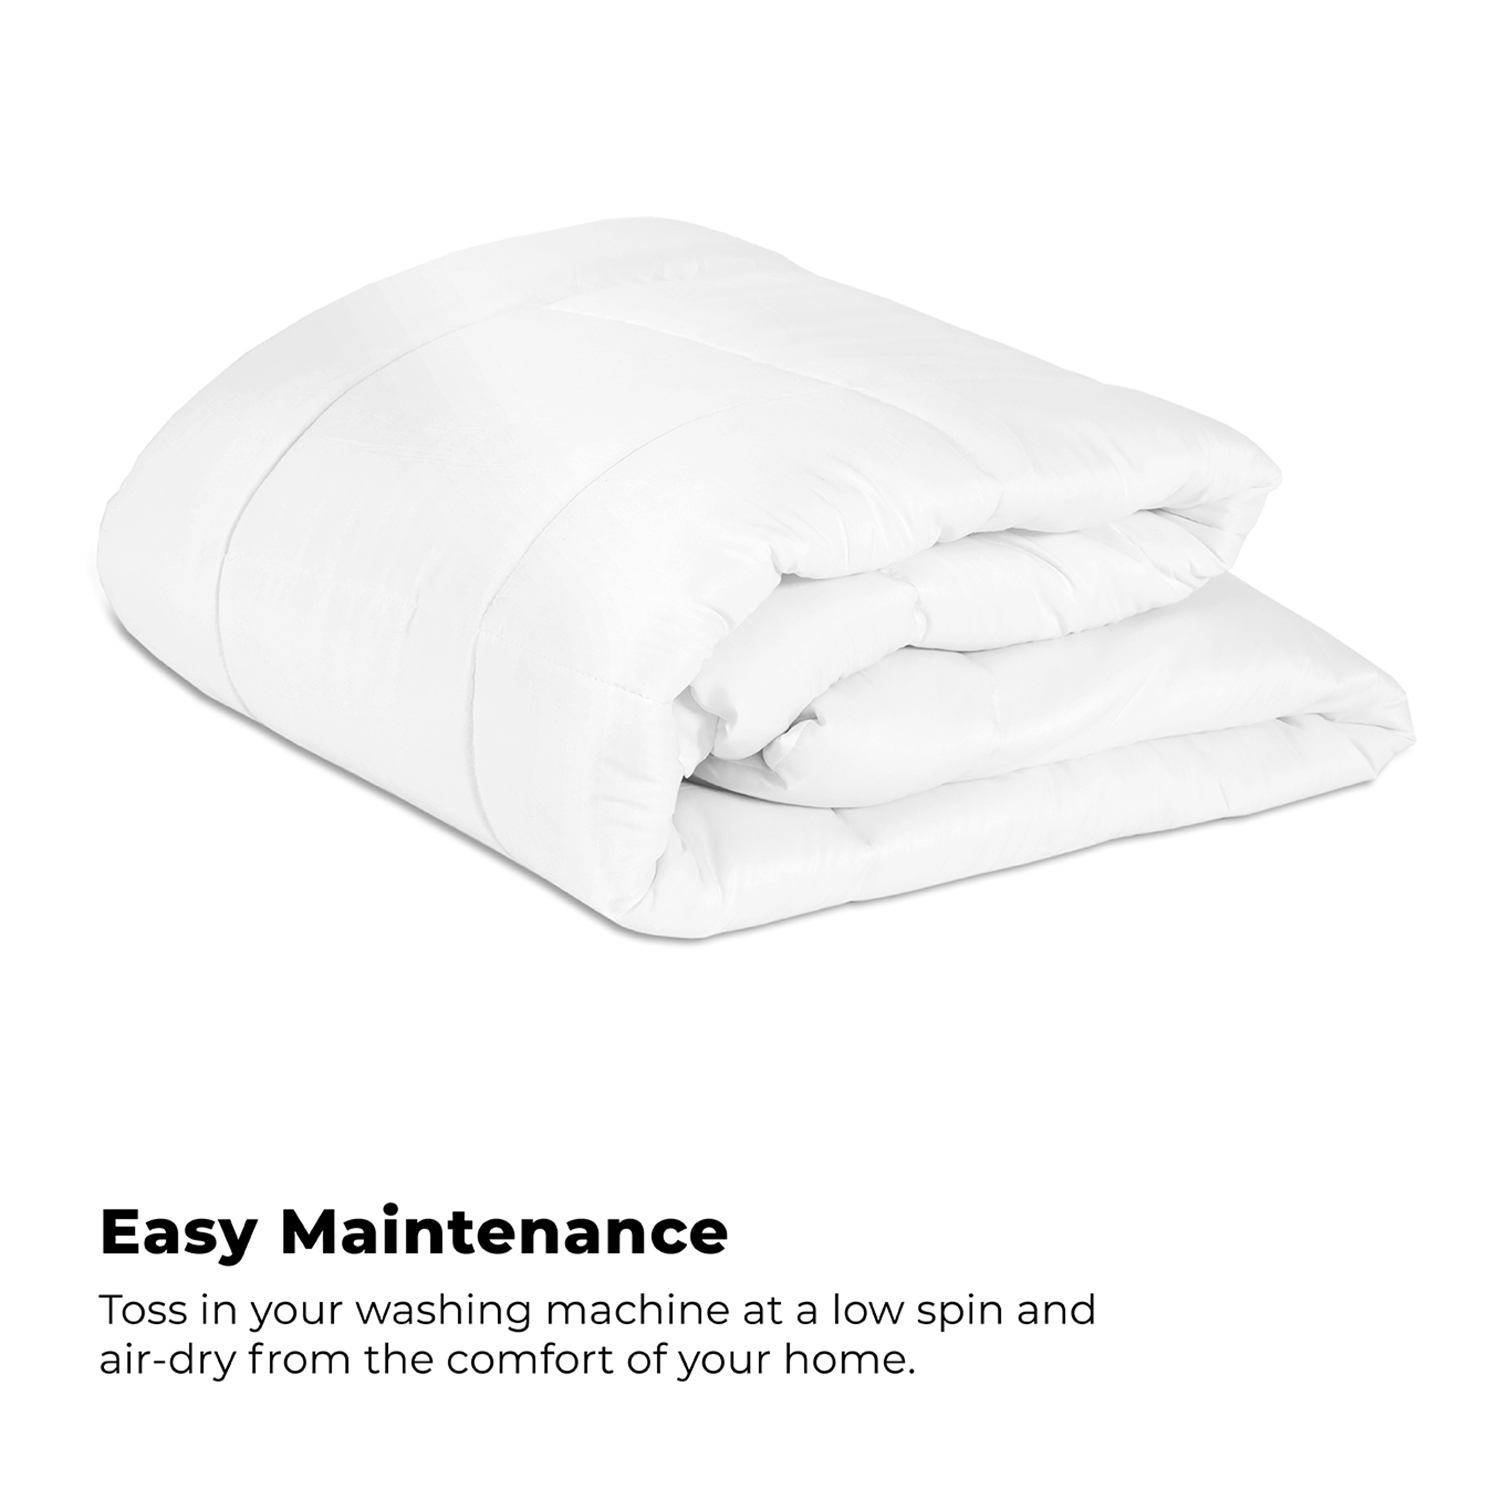 Easy Maintenance
Toss in your washing machine at a low spin and
air-dry from the comfort of your home.